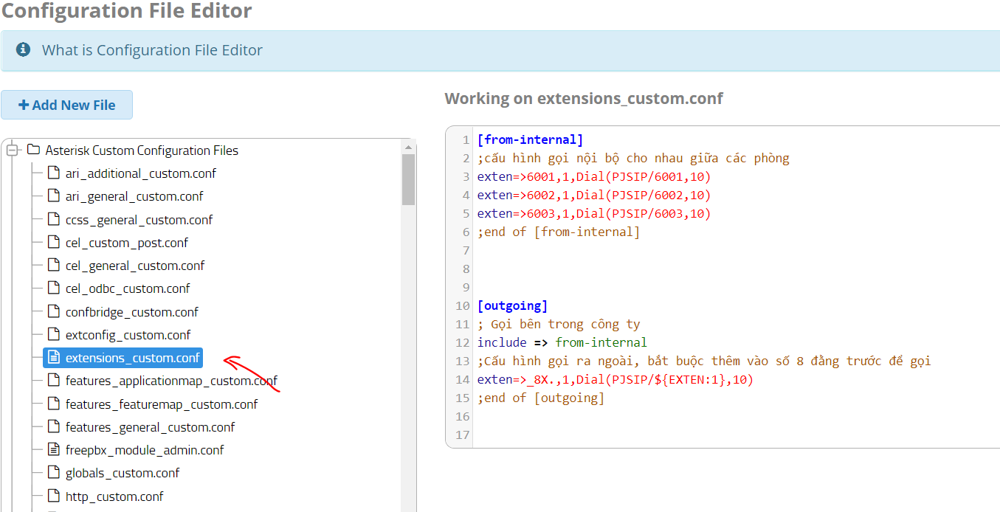 Configuration File Editor
What is Configuration File Editor
Add New File
Asterisk Custom Configuration Files
ari_additional_custom.conf
ari_general_custom.conf
ccss_general_custom.conf
cel_custom_post.conf
cel_general_custom.conf
cel_odbc_custom.conf
confbridge_custom.conf
extconfig_custom.conf
extensions_custom.conf
features_applicationmap_custom.conf
features_featuremap_custom.conf
features_general_custom.conf
freepbx_module_admin.conf
globals_custom.conf
http_custom.conf
Working on extensions_custom.conf
1 [from-internal]
2 ;cấu hình gọi nội bộ cho nhau giữa các phòng
3 exten=>6001,1,Dial(PJSIP/6001,10)
4 exten=>6002,1,Dial(PJSIP/6002,10)
5 exten=>6003,1,Dial(PJSIP/6003,10)
6 ;end of [from-internal]
7
8
9
10 [outgoing]
11 ; Gọi bên trong công ty
12 include => from-internal
13 ;Cấu hình gọi ra ngoài, bắt buộc thêm vào số 8 đằng trước để gọi
14 exten=>_8X.,1,Dial(PJSIP/${EXTEN:1},10)
15 ;end of [outgoing]
16
17